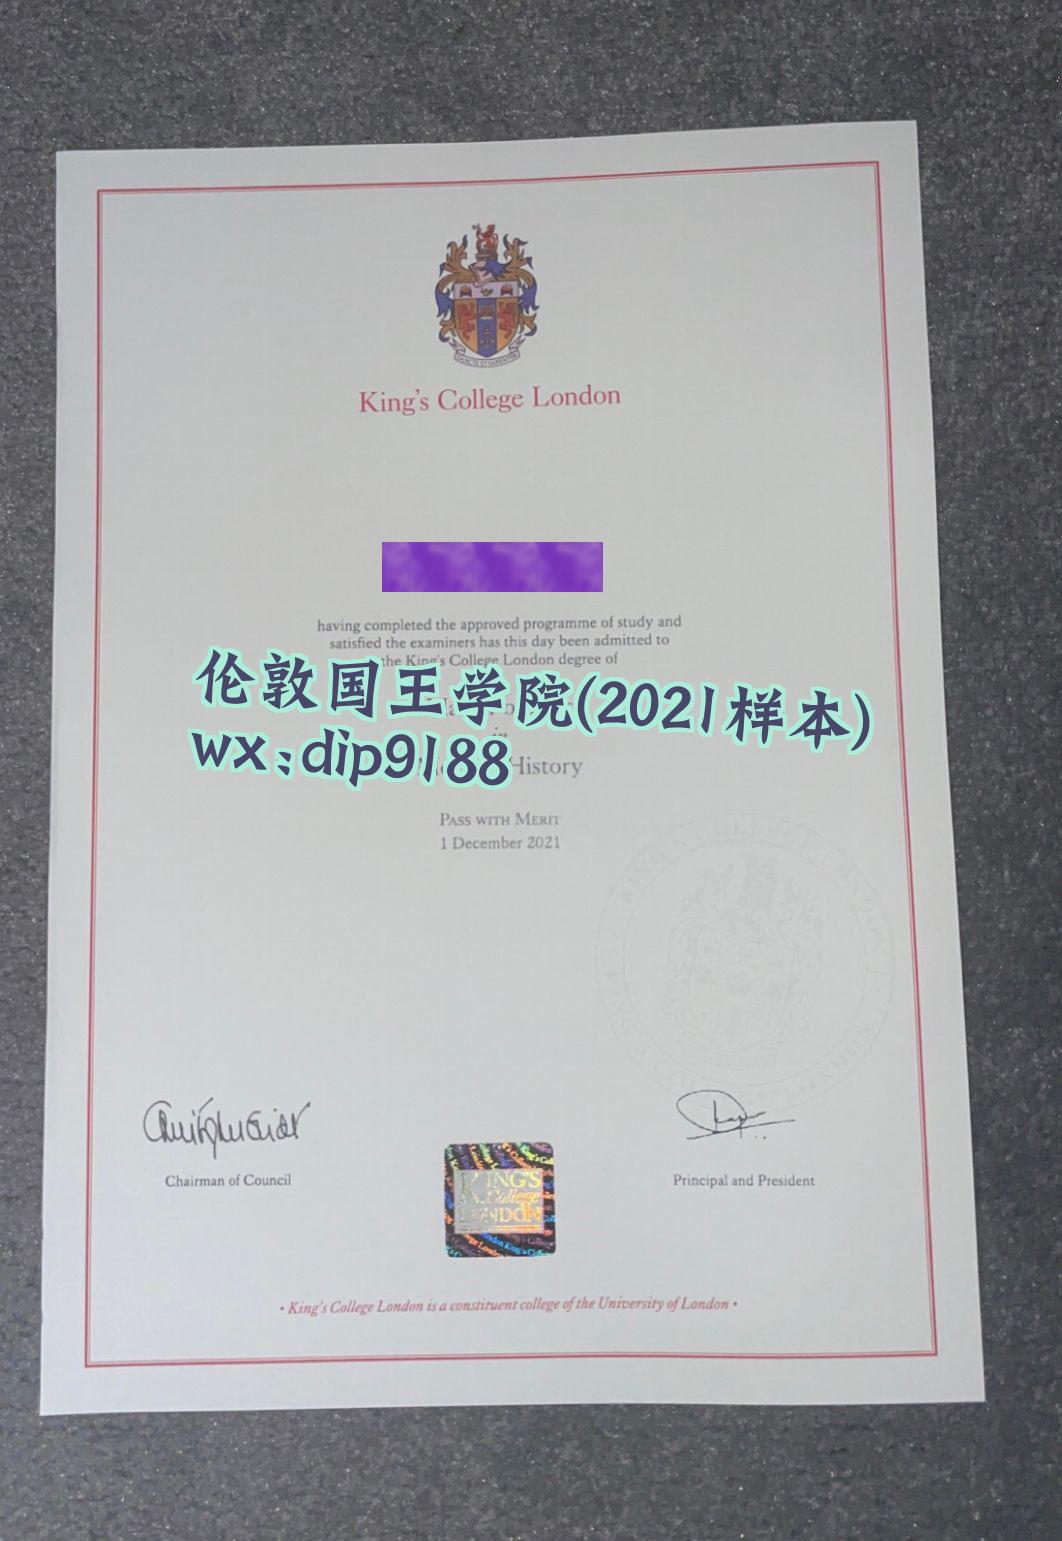 King's College London
having completed the approved programme of study and
satisfied the examiners has this day been admitted to
the King's College London degree of
伦敦国王学院(2021样本)
wx:dip9188
History
PASS WITH MERIT
1 December 2021
Chairman of Council
Principal and President
KING'S
College
LONDON
• King's College London is a constituent college of the University of London •